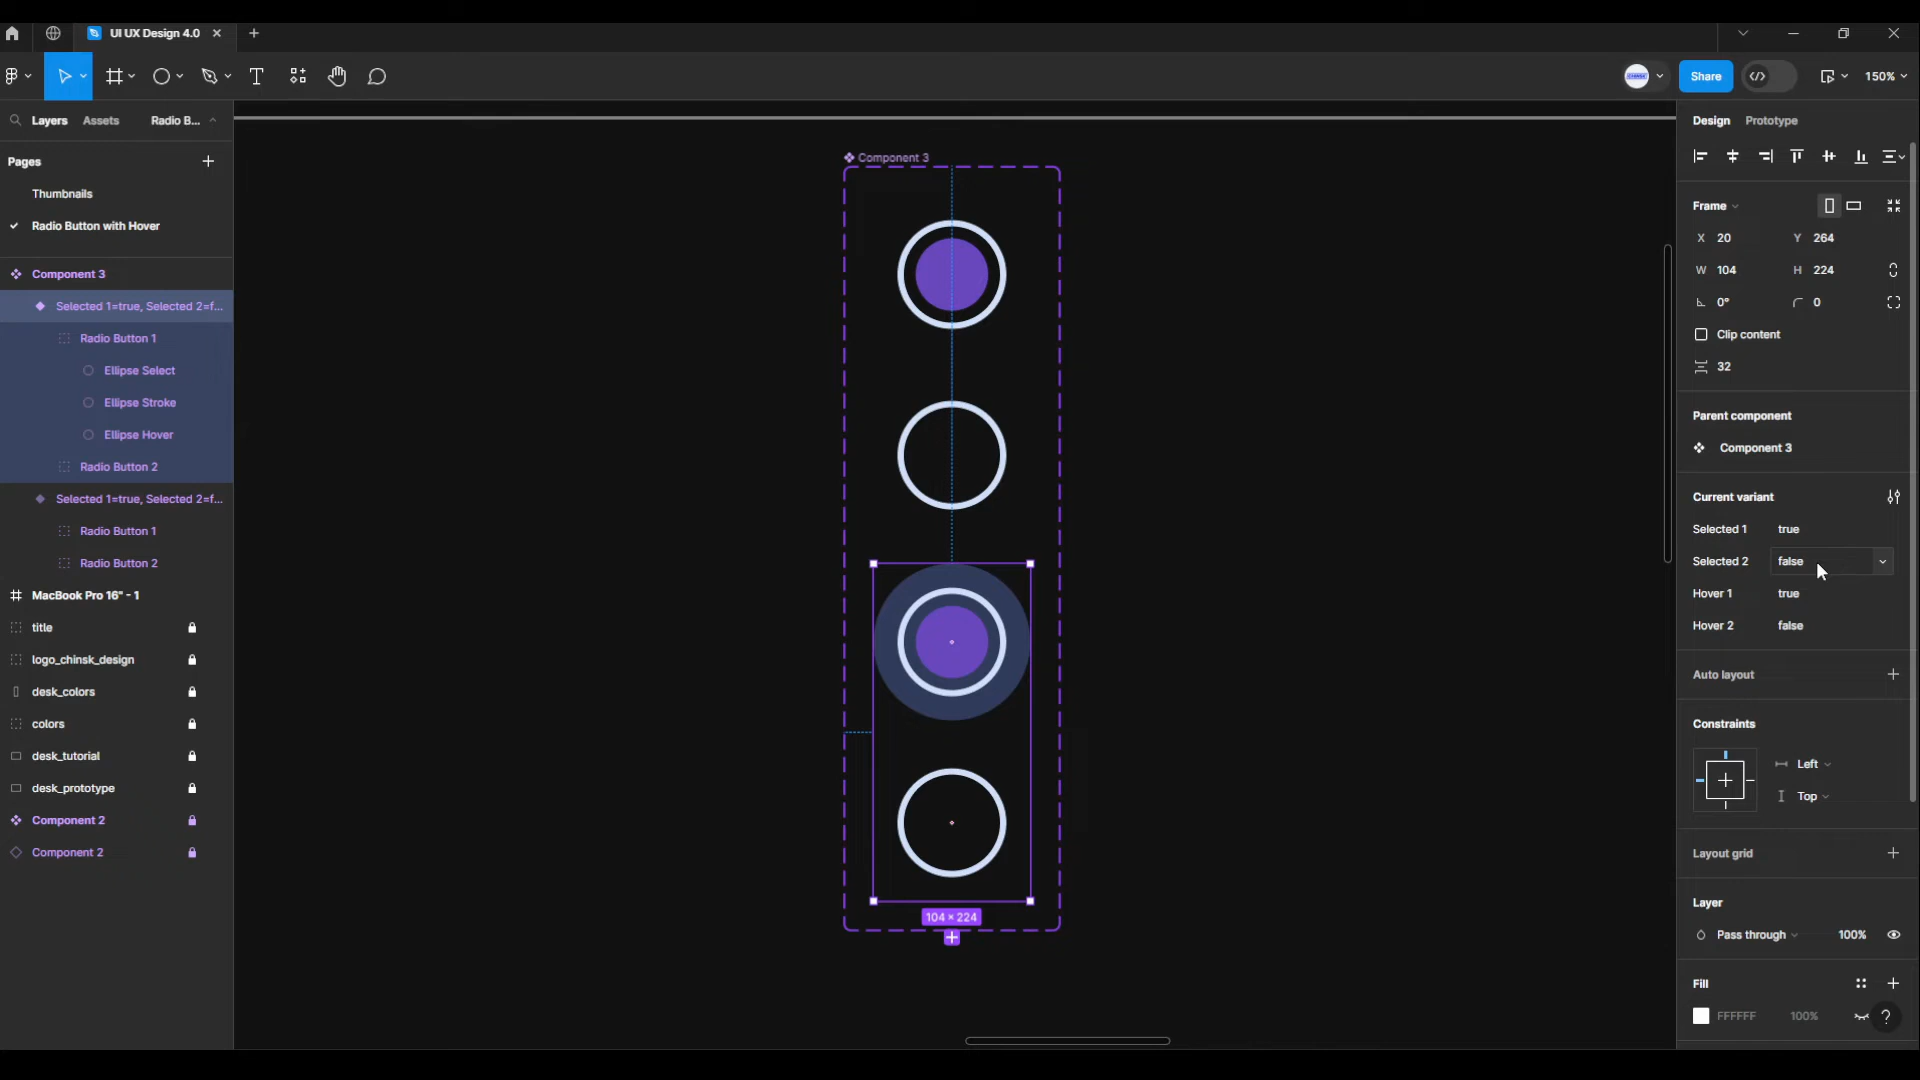 UI UX Design 4.0
Share
150%
Layers
Assets
Radio B...
Pages
Thumbnails
Radio Button with Hover
Component 3
Selected 1=true, Selected 2=f...
Radio Button 1
Ellipse Select
Ellipse Stroke
Ellipse Hover
Radio Button 2
Selected 1=true, Selected 2=f...
Radio Button 1
Radio Button 2
MacBook Pro 16" - 1
title
logo_chinsk_design
desk_colors
colors
desk_tutorial
desk_prototype
Component 2
Component 2
Component 3
104 × 224
Design
Prototype
Frame
X 20
Y 264
W 104
H 224
0°
0
Clip content
32
Parent component
Component 3
Current variant
Selected 1 true
Selected 2 false
Hover 1 true
Hover 2 false
Auto layout
Constraints
Left
Top
Layout grid
Layer
Pass through
100%
Fill
FFFFFF
100%
?